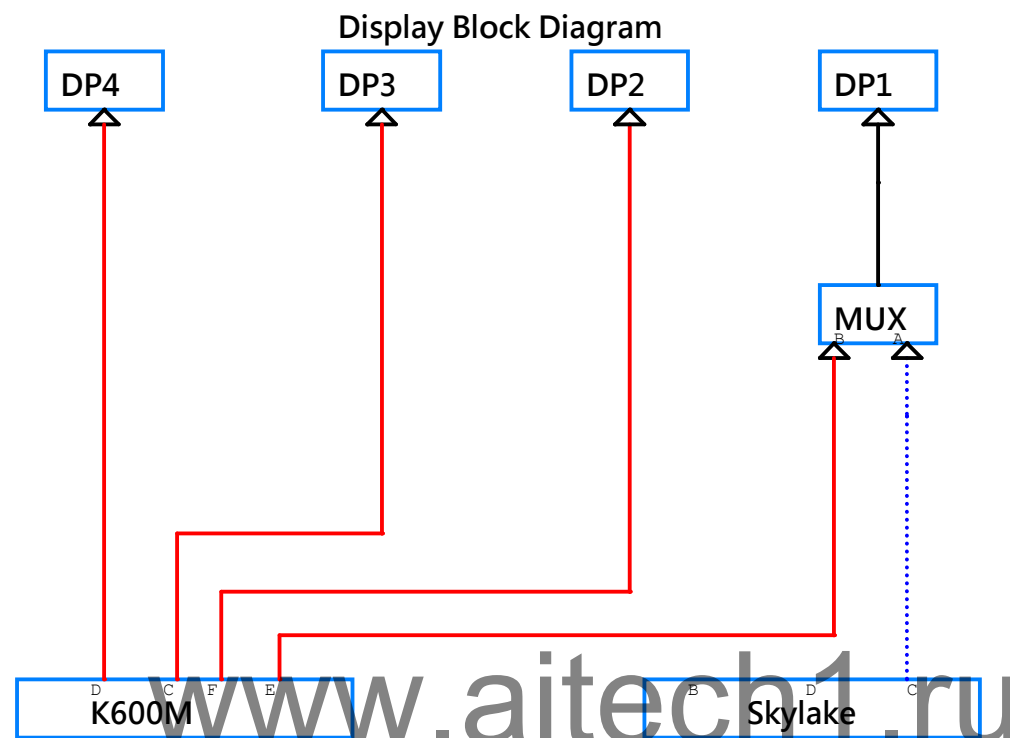 Display Block Diagram
DP4 DP3 DP2 DP1
MUX
B A
D C F E B D C
K600M Skylake
www.aitech1.ru